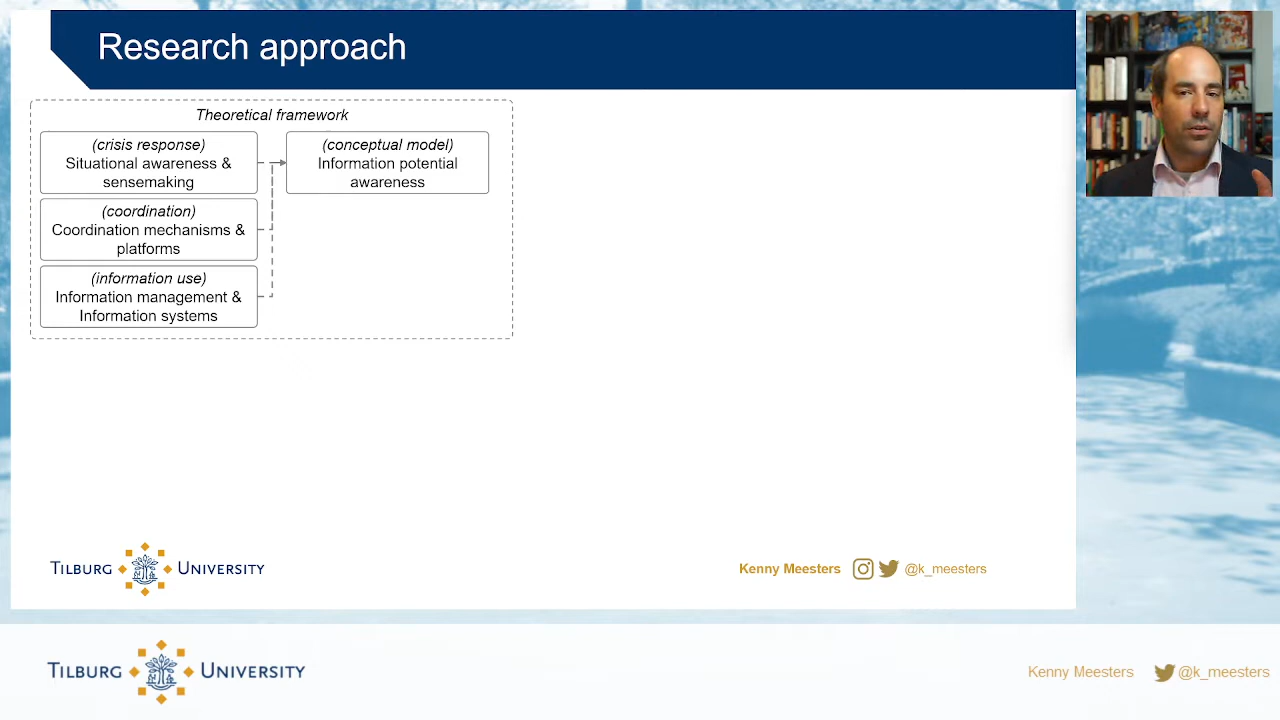 Research approach
Theoretical framework
(crisis response)
Situational awareness &
sensemaking
(conceptual model)
Information potential
awareness
(coordination)
Coordination mechanisms &
platforms
(information use)
Information management &
Information systems
TILBURG UNIVERSITY
Kenny Meesters @k_meesters
TILBURG UNIVERSITY
Kenny Meesters @k_meesters